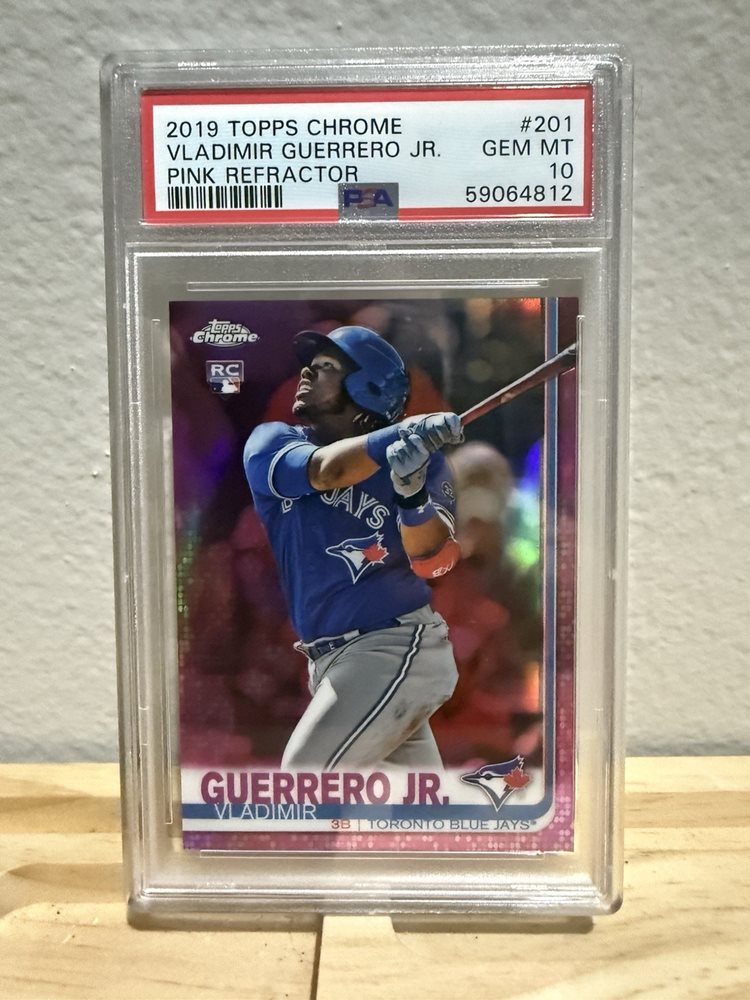 2019 TOPPS CHROME #201
VLADIMIR GUERRERO JR. GEM MT
PINK REFRACTOR 10
PSA 59064812
Topps
Chrome
RC
JAYS
GUERRERO JR.
VLADIMIR
3B | TORONTO BLUE JAYS®